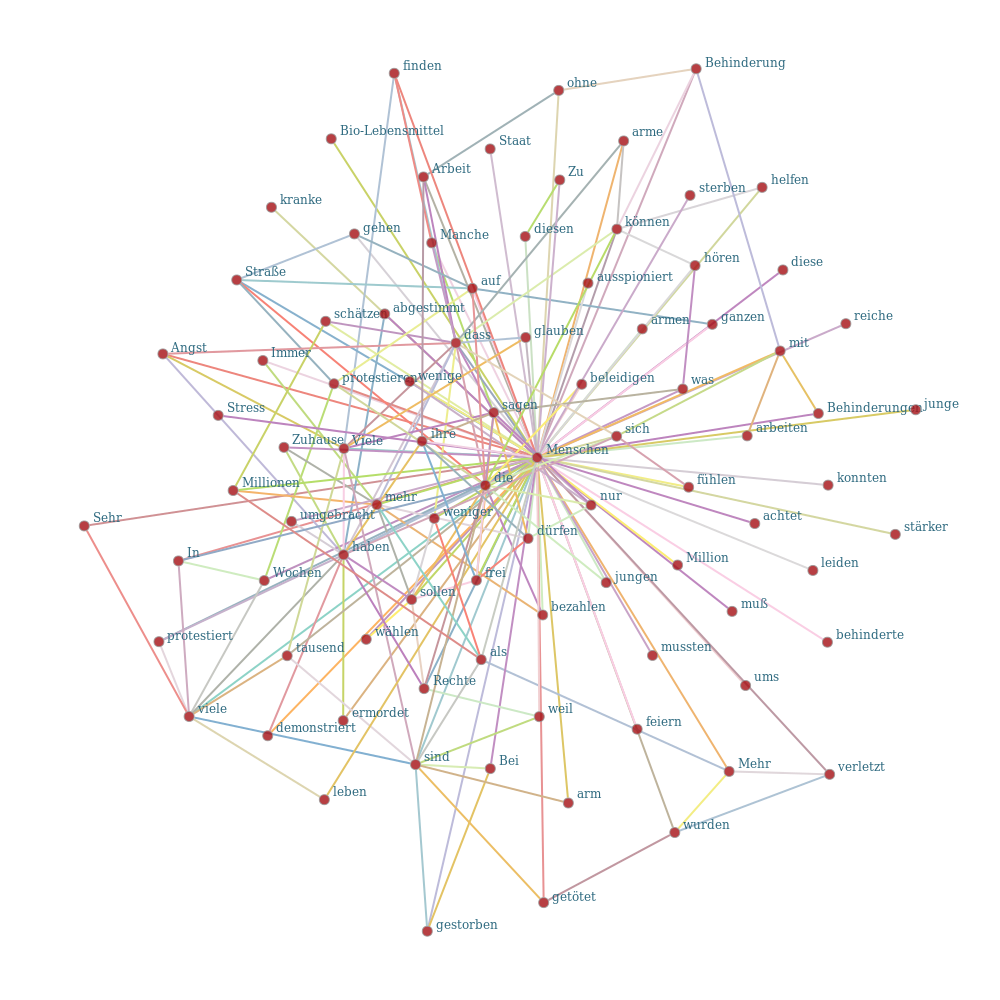 finden
Behinderung
ohne
Bio-Lebensmittel
arme
Staat
Arbeit
Zu
helfen
sterben
kranke
können
gehen
diesen
Manche
hören
diese
Straße
ausspioniert
auf
abgestimmt
schätzen
armen
ganzen
reiche
dass
glauben
mit
Angst
Immer
protestieren
wenige
beleidigen
was
sagen
Behinderungen
junge
Stress
sich
arbeiten
Zuhause
Viele
ihre
Menschen
Millionen
die
fühlen
konnten
mehr
nur
umgebracht
weniger
achtet
Sehr
stärker
dürfen
haben
In
Million
leiden
Wochen
frei
jungen
sollen
bezahlen
muß
protestiert
wählen
behinderte
tausend
als
mussten
Rechte
ums
viele
ermordet
weil
demonstriert
feiern
sind
Bei
Mehr
verletzt
leben
arm
wurden
getötet
gestorben